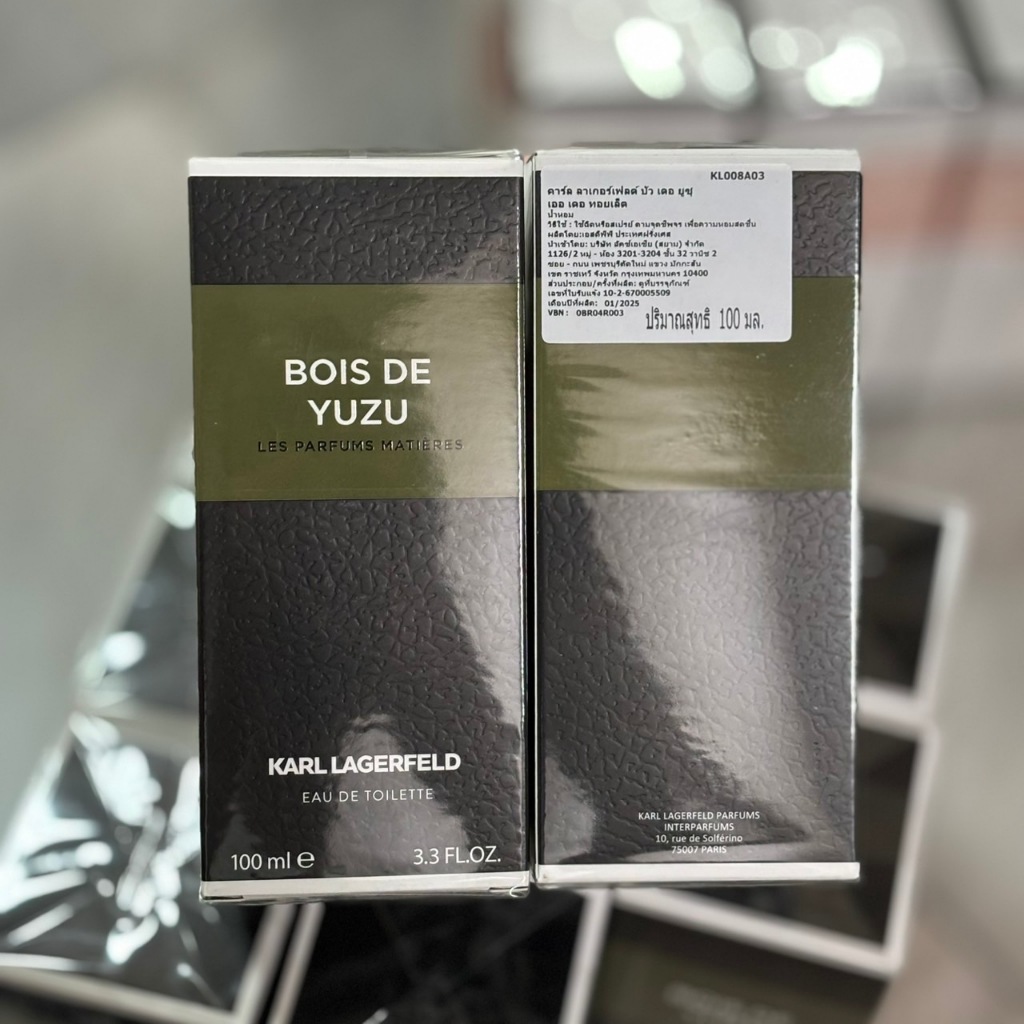 BOIS DE
YUZU
LES PARFUMS MATIÈRES
KARL LAGERFELD
EAU DE TOILETTE
100 ml ℮
3.3 FL.OZ.
KL008A03
คาร์ล ลาเกอร์เฟลด์ บัว เดอ ยูซุ
เออ เดอ ทอยเล็ต
น้ำหอม
วิธีใช้ : ใช้ฉีดหรือสเปรย์ ตามจุดชีพจร เพื่อความหอมสดชื่น
ผลิตโดย:เอสดีพีพี ประเทศฝรั่งเศส
นำเข้าโดย: บริษัท ลัคซ์เอเซีย (สยาม) จำกัด
1126/2 หมู่ - ห้อง 3201-3204 ชั้น 32 วานิช 2
ซอย - ถนน เพชรบุรีตัดใหม่ แขวง มักกะสัน
เขต ราชเทวี จังหวัด กรุงเทพมหานคร 10400
ส่วนประกอบ/ครั้งที่ผลิต: ดูที่บรรจุภัณฑ์
เลขที่ใบรับแจ้ง 10-2-670005509
เดือนปีที่ผลิต: 01/2025
VBN : 0BR04R003
ปริมาณสุทธิ 100 มล.
KARL LAGERFELD PARFUMS
INTERPARFUMS
10, rue de Solférino
75007 PARIS